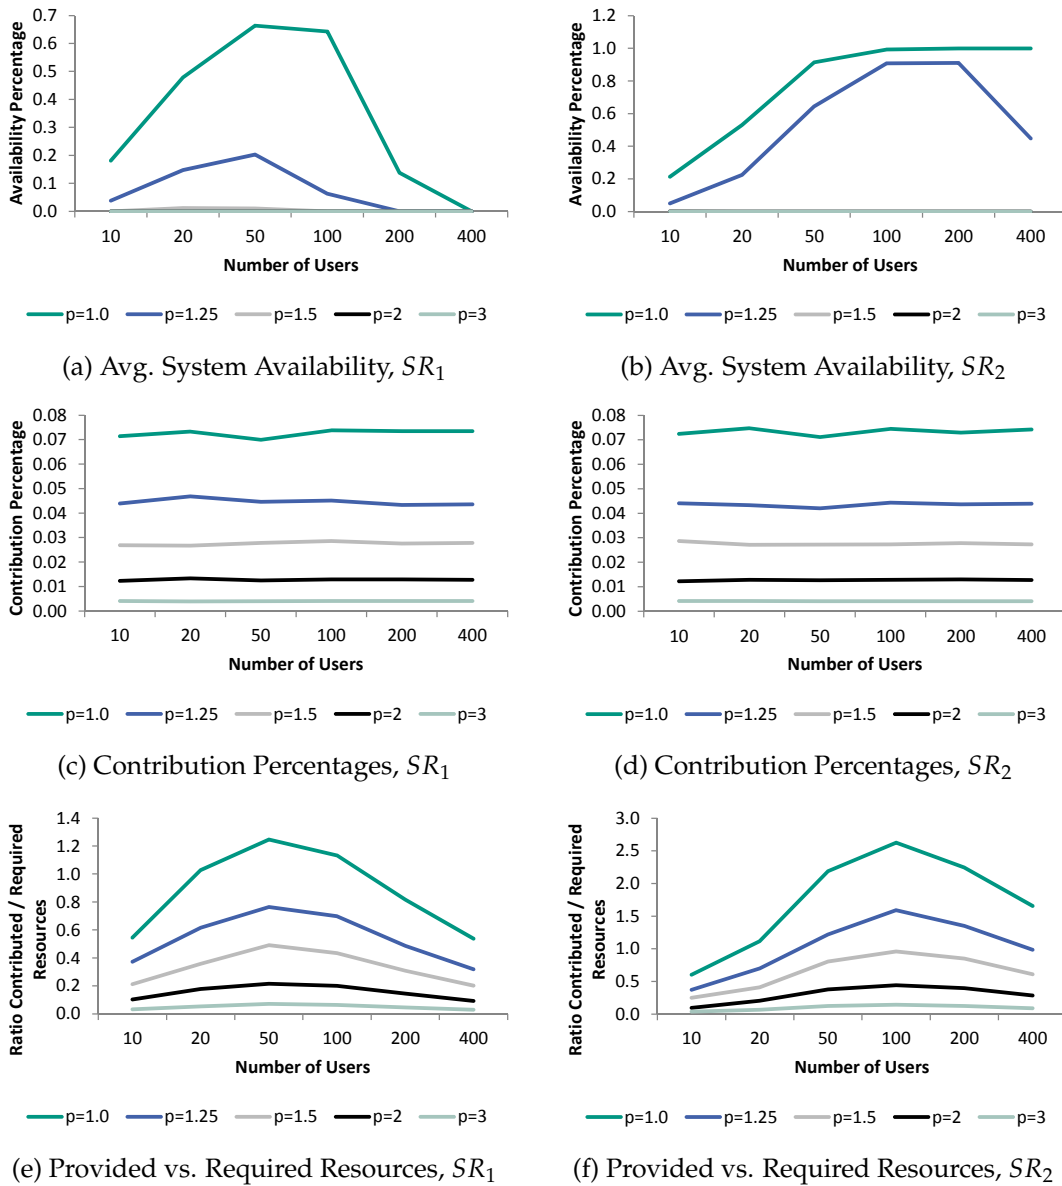 Availability Percentage
0.7
0.6
0.5
0.4
0.3
0.2
0.1
0.0
10 20 50 100 200 400
Number of Users
p=1.0 p=1.25 p=1.5 p=2 p=3
(a) Avg. System Availability, SR1
Availability Percentage
1.2
1.0
0.8
0.6
0.4
0.2
0.0
10 20 50 100 200 400
Number of Users
p=1.0 p=1.25 p=1.5 p=2 p=3
(b) Avg. System Availability, SR2
Contribution Percentage
0.08
0.07
0.06
0.05
0.04
0.03
0.02
0.01
0.00
10 20 50 100 200 400
Number of Users
p=1.0 p=1.25 p=1.5 p=2 p=3
(c) Contribution Percentages, SR1
Contribution Percentage
0.08
0.07
0.06
0.05
0.04
0.03
0.02
0.01
0.00
10 20 50 100 200 400
Number of Users
p=1.0 p=1.25 p=1.5 p=2 p=3
(d) Contribution Percentages, SR2
Ratio Contributed / Required
Resources
1.4
1.2
1.0
0.8
0.6
0.4
0.2
0.0
10 20 50 100 200 400
Number of Users
p=1.0 p=1.25 p=1.5 p=2 p=3
(e) Provided vs. Required Resources, SR1
Ratio Contributed / Required
Resources
3.0
2.5
2.0
1.5
1.0
0.5
0.0
10 20 50 100 200 400
Number of Users
p=1.0 p=1.25 p=1.5 p=2 p=3
(f) Provided vs. Required Resources, SR2